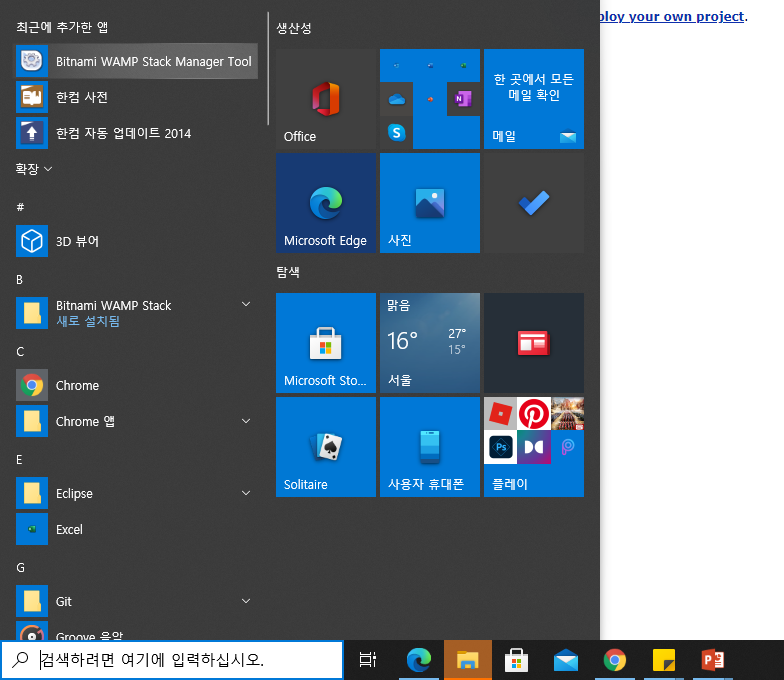 최근에 추가한 앱
Bitnami WAMP Stack Manager Tool
한컴 사전
한컴 자동 업데이트 2014
확장
#
3D 뷰어
B
Bitnami WAMP Stack
새로 설치됨
C
Chrome
Chrome 앱
E
Eclipse
Excel
G
Git
Groove 음악
생산성
Office
한 곳에서 모든
메일 확인
메일
Microsoft Edge
사진
탐색
Microsoft Sto...
맑음
16°
27°
15°
서울
Solitaire
사용자 휴대폰
Ps
플레이
ploy your own project.
검색하려면 여기에 입력하십시오.